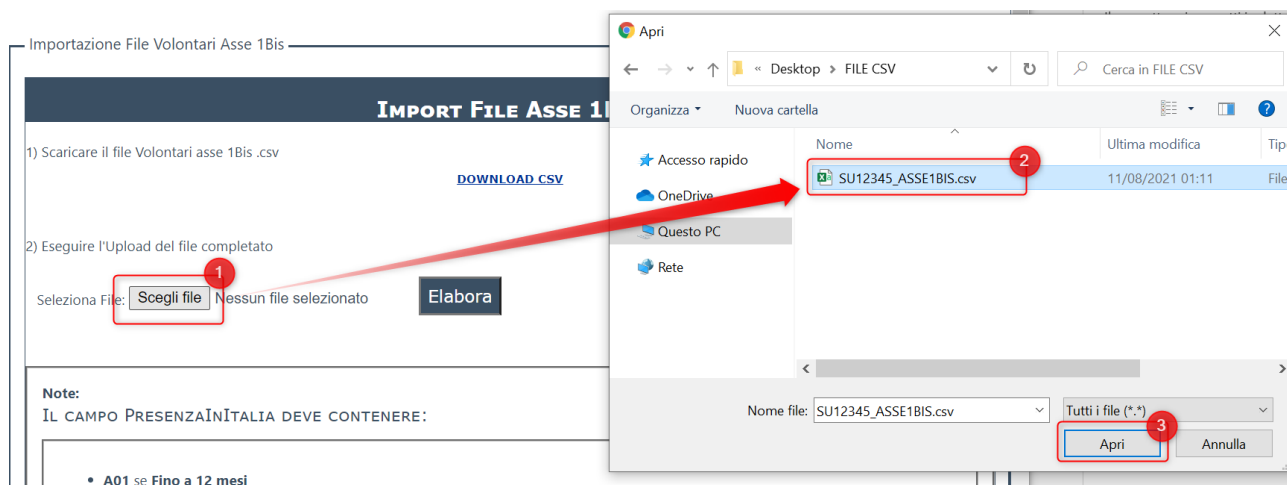 Importazione File Volontari Asse 1Bis
IMPORT FILE ASSE 1
1) Scaricare il file Volontari asse 1Bis .csv
DOWNLOAD CSV
2) Eseguire l'Upload del file completato
1
Seleziona File: Scegli file Nessun file selezionato Elabora
Note:
IL CAMPO PRESENZAINITALIA DEVE CONTENERE:
• A01 se Fino a 12 mesi
Apri
« Desktop > FILE CSV
Cerca in FILE CSV
Organizza
Nuova cartella
Nome Ultima modifica Tip
2
SU12345_ASSE1BIS.csv 11/08/2021 01:11 File
Accesso rapido
OneDrive
Questo PC
Rete
Nome file: SU12345_ASSE1BIS.csv Tutti i file (*.*)
3
Apri Annulla